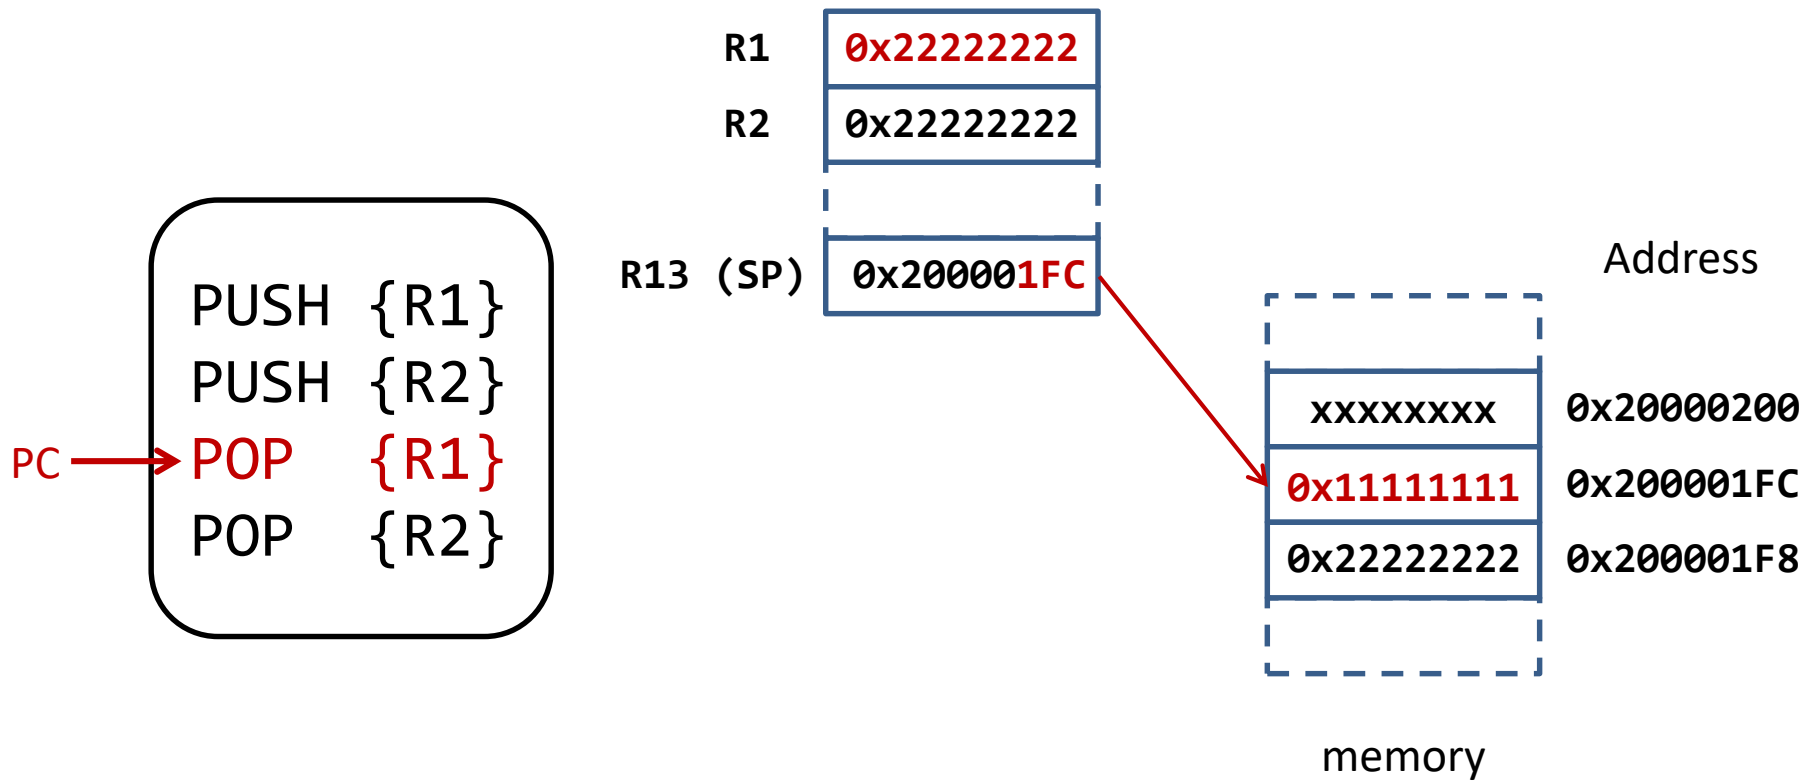 R1 0x22222222
R2 0x22222222
R13 (SP) 0x200001FC
PUSH {R1}
PUSH {R2}
PC POP {R1}
POP {R2}
Address
xxxxxxxx 0x20000200
0x11111111 0x200001FC
0x22222222 0x200001F8
memory